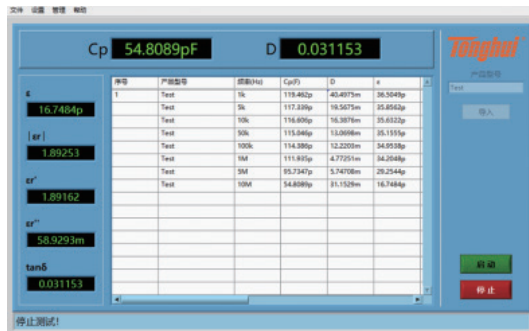 文件 设置 管理 帮助
Cp 54.8089pF D 0.031153
Tonghui
产品型号
Test
导入
ε
16.7484p
|εr|
1.89253
εr'
1.89162
εr''
58.9293m
tanδ
0.031153
序号 产品型号 频率(Hz) Cp(F) D ε
1 Test 1k 119.462p 40.4975m 36.5049p
Test 5k 117.339p 19.5675m 35.8562p
Test 10k 116.606p 16.3876m 35.6322p
Test 50k 115.046p 13.0698m 35.1555p
Test 100k 114.386p 12.2203m 34.9538p
Test 1M 111.935p 4.77251m 34.2048p
Test 5M 95.7347p 5.74708m 29.2544p
Test 10M 54.8089p 31.1529m 16.7484p
启动
停止
停止测试!